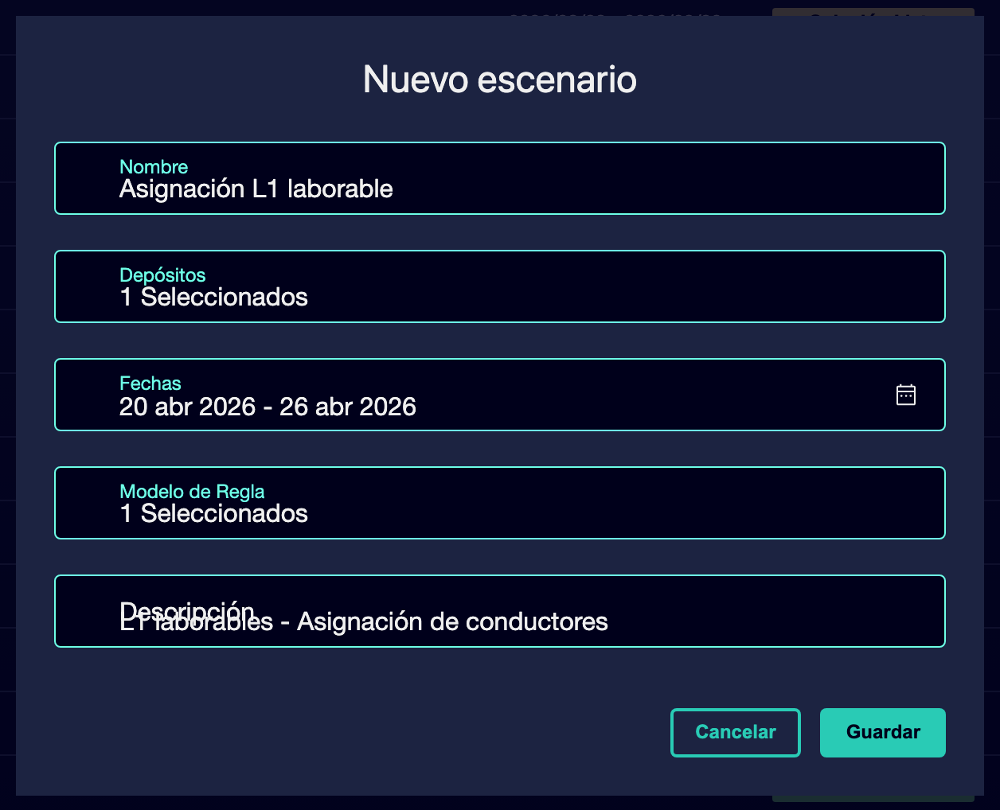 Nuevo escenario
Nombre
Asignación L1 laborable
Depósitos
1 Seleccionados
Fechas
20 abr 2026 - 26 abr 2026
Modelo de Regla
1 Seleccionados
Descripción
L1 laborables - Asignación de conductores
Cancelar
Guardar